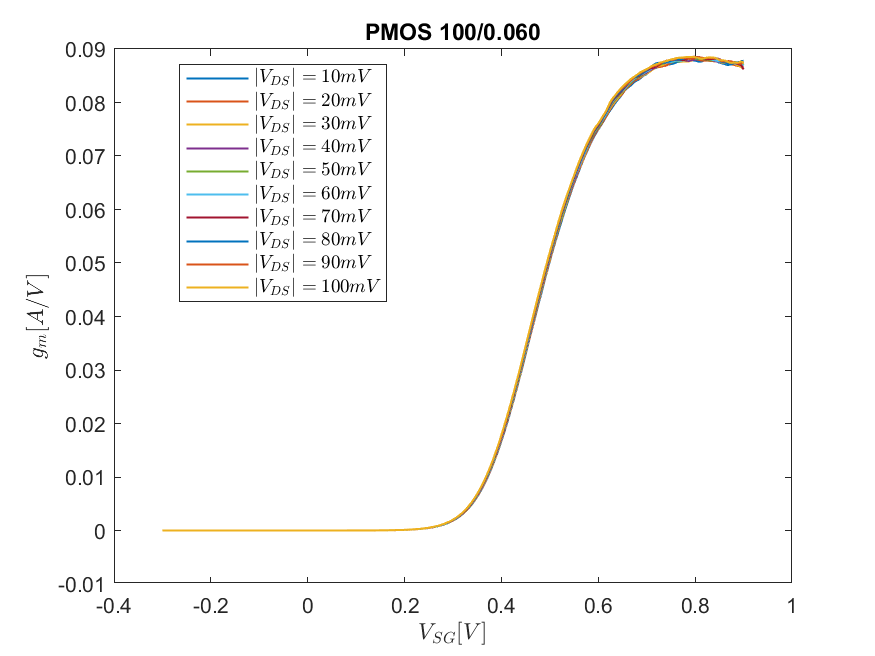 PMOS 100/0.060
0.09
0.08
0.07
0.06
0.05
0.04
0.03
0.02
0.01
0
-0.01
g_m[A/V]
|V_DS| = 10mV
|V_DS| = 20mV
|V_DS| = 30mV
|V_DS| = 40mV
|V_DS| = 50mV
|V_DS| = 60mV
|V_DS| = 70mV
|V_DS| = 80mV
|V_DS| = 90mV
|V_DS| = 100mV
-0.4 -0.2 0 0.2 0.4 0.6 0.8 1
V_SG[V]